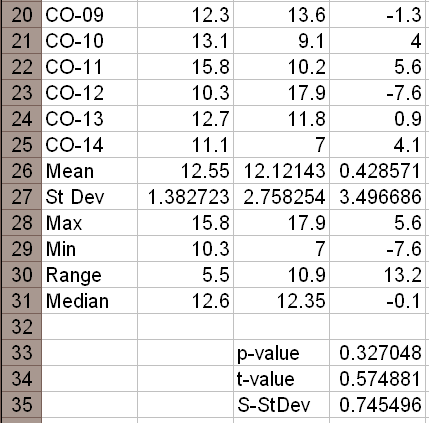 20 CO-09 12.3 13.6 -1.3
21 CO-10 13.1 9.1 4
22 CO-11 15.8 10.2 5.6
23 CO-12 10.3 17.9 -7.6
24 CO-13 12.7 11.8 0.9
25 CO-14 11.1 7 4.1
26 Mean 12.55 12.12143 0.428571
27 St Dev 1.382723 2.758254 3.496686
28 Max 15.8 17.9 5.6
29 Min 10.3 7 -7.6
30 Range 5.5 10.9 13.2
31 Median 12.6 12.35 -0.1
32
33 p-value 0.327048
34 t-value 0.574881
35 S-StDev 0.745496